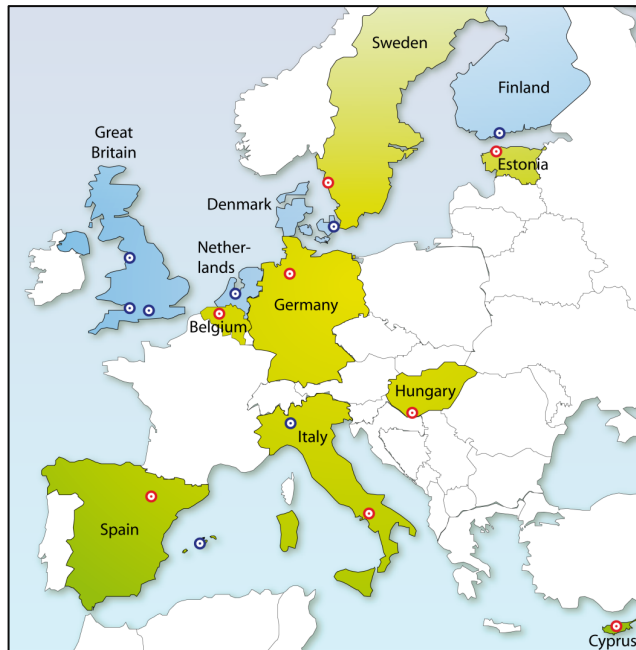 Sweden
Finland
Great
Britain
Estonia
Denmark
Nether-
lands
Germany
Belgium
Hungary
Italy
Spain
Cyprus